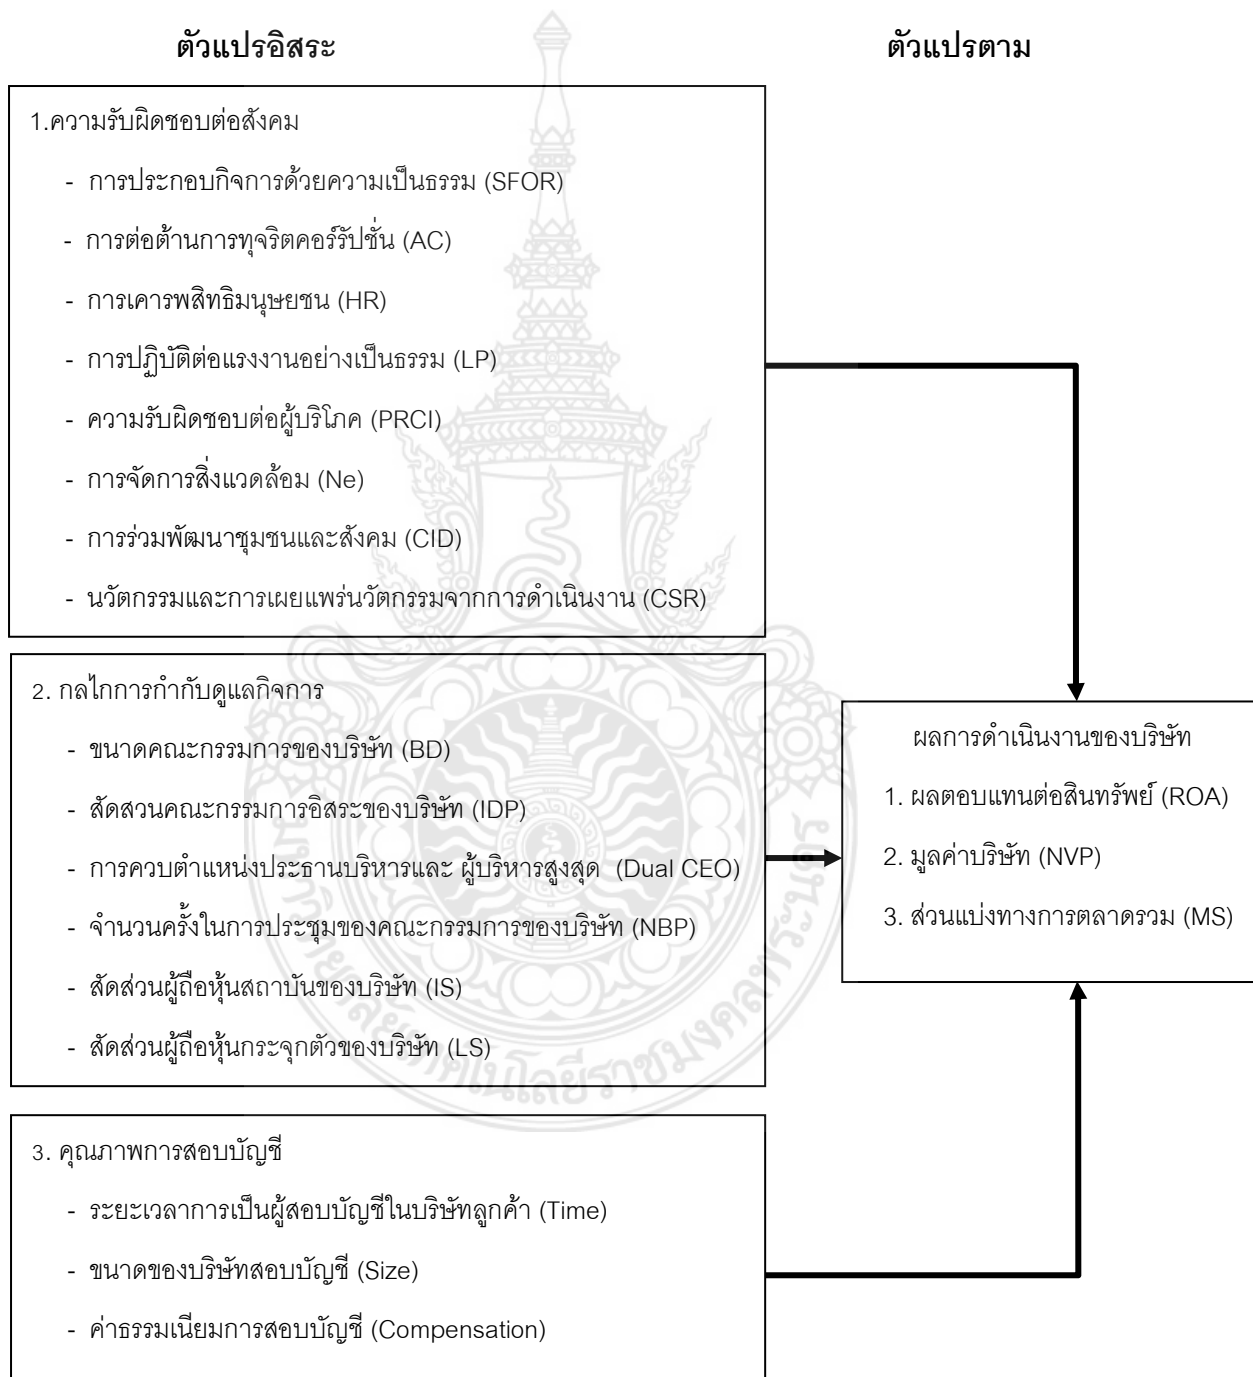 ตัวแปรอิสระ
ตัวแปรตาม
1.ความรับผิดชอบต่อสังคม
- การประกอบกิจการด้วยความเป็นธรรม (SFOR)
- การต่อต้านการทุจริตคอร์รัปชั่น (AC)
- การเคารพสิทธิมนุษยชน (HR)
- การปฏิบัติต่อแรงงานอย่างเป็นธรรม (LP)
- ความรับผิดชอบต่อผู้บริโภค (PRCI)
- การจัดการสิ่งแวดล้อม (Ne)
- การร่วมพัฒนาชุมชนและสังคม (CID)
- นวัตกรรมและการเผยแพร่นวัตกรรมจากการดำเนินงาน (CSR)
2. กลไกการกำกับดูแลกิจการ
- ขนาดคณะกรรมการของบริษัท (BD)
- สัดสวนคณะกรรมการอิสระของบริษัท (IDP)
- การควบตำแหน่งประธานบริหารและ ผู้บริหารสูงสุด (Dual CEO)
- จำนวนครั้งในการประชุมของคณะกรรมการของบริษัท (NBP)
- สัดส่วนผู้ถือหุ้นสถาบันของบริษัท (IS)
- สัดส่วนผู้ถือหุ้นกระจุกตัวของบริษัท (LS)
3. คุณภาพการสอบบัญชี
- ระยะเวลาการเป็นผู้สอบบัญชีในบริษัทลูกค้า (Time)
- ขนาดของบริษัทสอบบัญชี (Size)
- ค่าธรรมเนียมการสอบบัญชี (Compensation)
ผลการดำเนินงานของบริษัท
1. ผลตอบแทนต่อสินทรัพย์ (ROA)
2. มูลค่าบริษัท (NVP)
3. ส่วนแบ่งทางการตลาดรวม (MS)
มหาวิทยาลัยเทคโนโลยีราชมงคลพระนคร